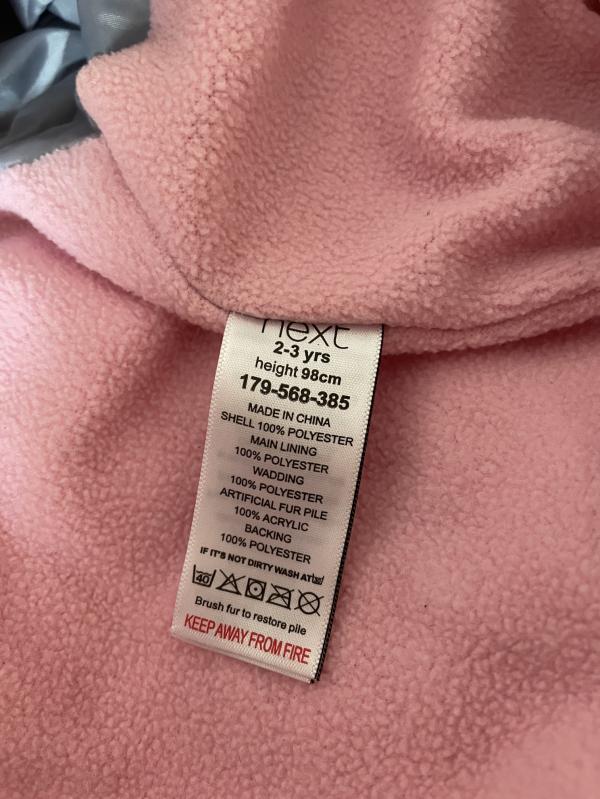 next
2-3 yrs
height 98cm
179-568-385
MADE IN CHINA
SHELL 100% POLYESTER
MAIN LINING
100% POLYESTER
WADDING
100% POLYESTER
ARTIFICIAL FUR PILE
100% ACRYLIC
BACKING
100% POLYESTER
IF IT'S NOT DIRTY WASH AT
40
Brush fur to restore pile
KEEP AWAY FROM FIRE